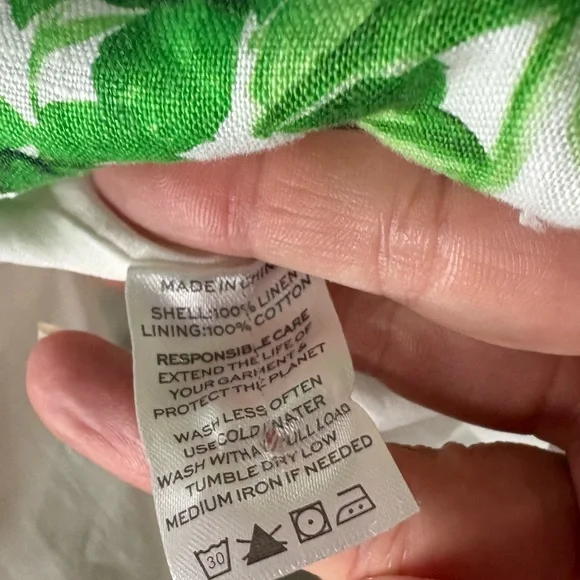 MADE IN CHIN
SHELL:100% LINEN
LINING:100% COTTON
RESPONSIBLE CARE
EXTEND THE LIFE OF
YOUR GARMENT &
PROTECT THE PLANET
WASH LESS OFTEN
USE COLD WATER
WASH WITH A FULL LOAD
TUMBLE DRY LOW
MEDIUM IRON IF NEEDED
30